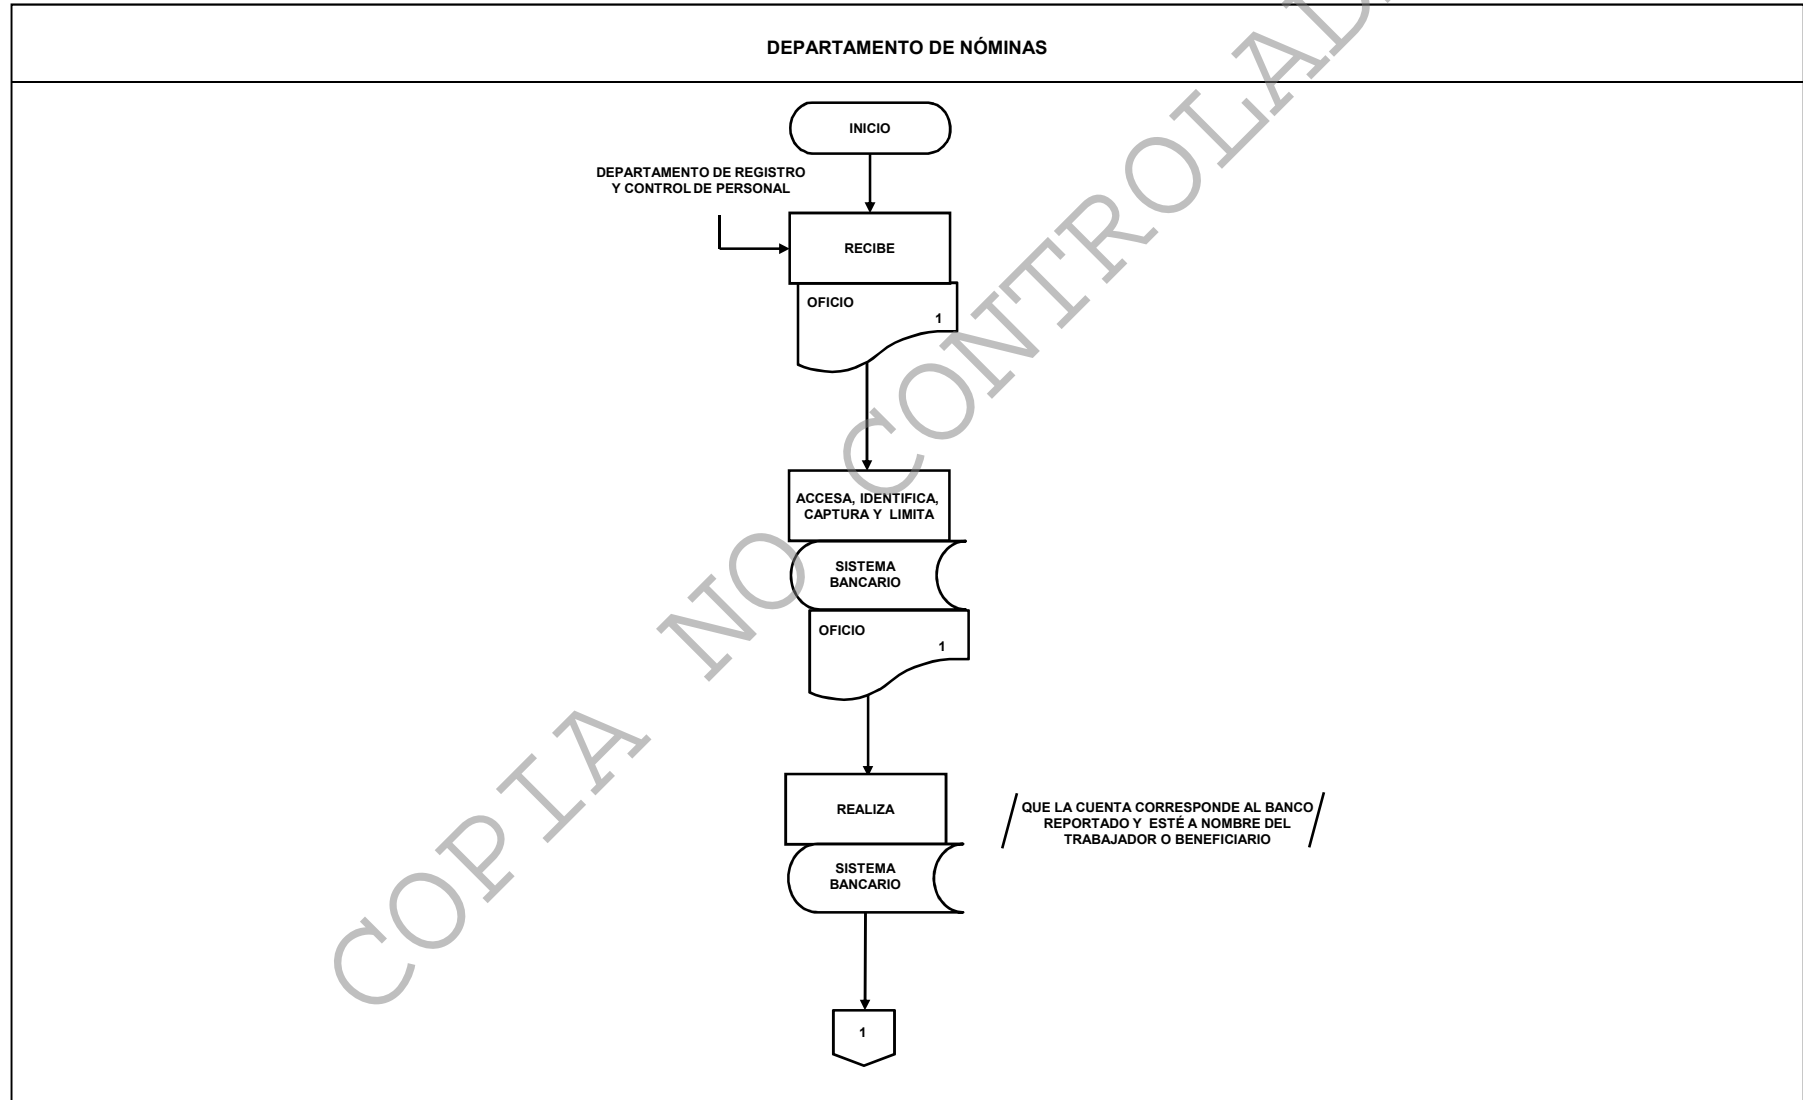 DEPARTAMENTO DE NÓMINAS
INICIO
DEPARTAMENTO DE REGISTRO
Y CONTROL DE PERSONAL
RECIBE
OFICIO
1
ACCESA, IDENTIFICA,
CAPTURA Y LIMITA
SISTEMA
BANCARIO
OFICIO
1
REALIZA
QUE LA CUENTA CORRESPONDE AL BANCO
REPORTADO Y ESTÉ A NOMBRE DEL
TRABAJADOR O BENEFICIARIO
SISTEMA
BANCARIO
1
COPIA NO CONTROLAD